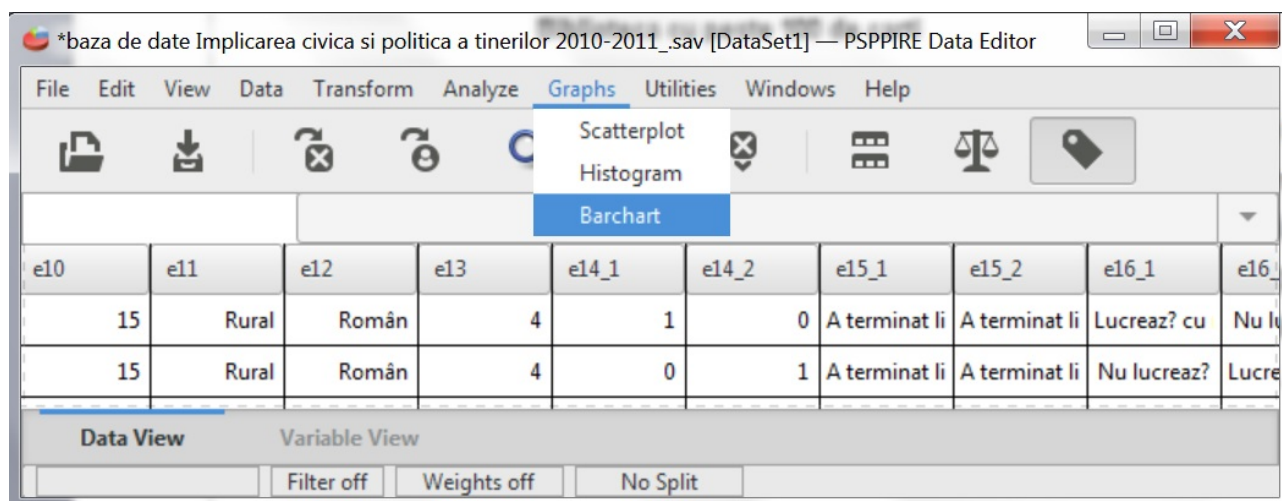 *baza de date Implicarea civica si politica a tinerilor 2010-2011_.sav [DataSet1] — PSPPIRE Data Editor
File Edit View Data Transform Analyze Graphs Utilities Windows Help
Scatterplot
Histogram
Barchart
e10 e11 e12 e13 e14_1 e14_2 e15_1 e15_2 e16_1 e16_
15 Rural Român 4 1 0 A terminat li A terminat li Lucreaz? cu Nu lu
15 Rural Român 4 0 1 A terminat li A terminat li Nu lucreaz? Lucre
Data View Variable View
Filter off Weights off No Split